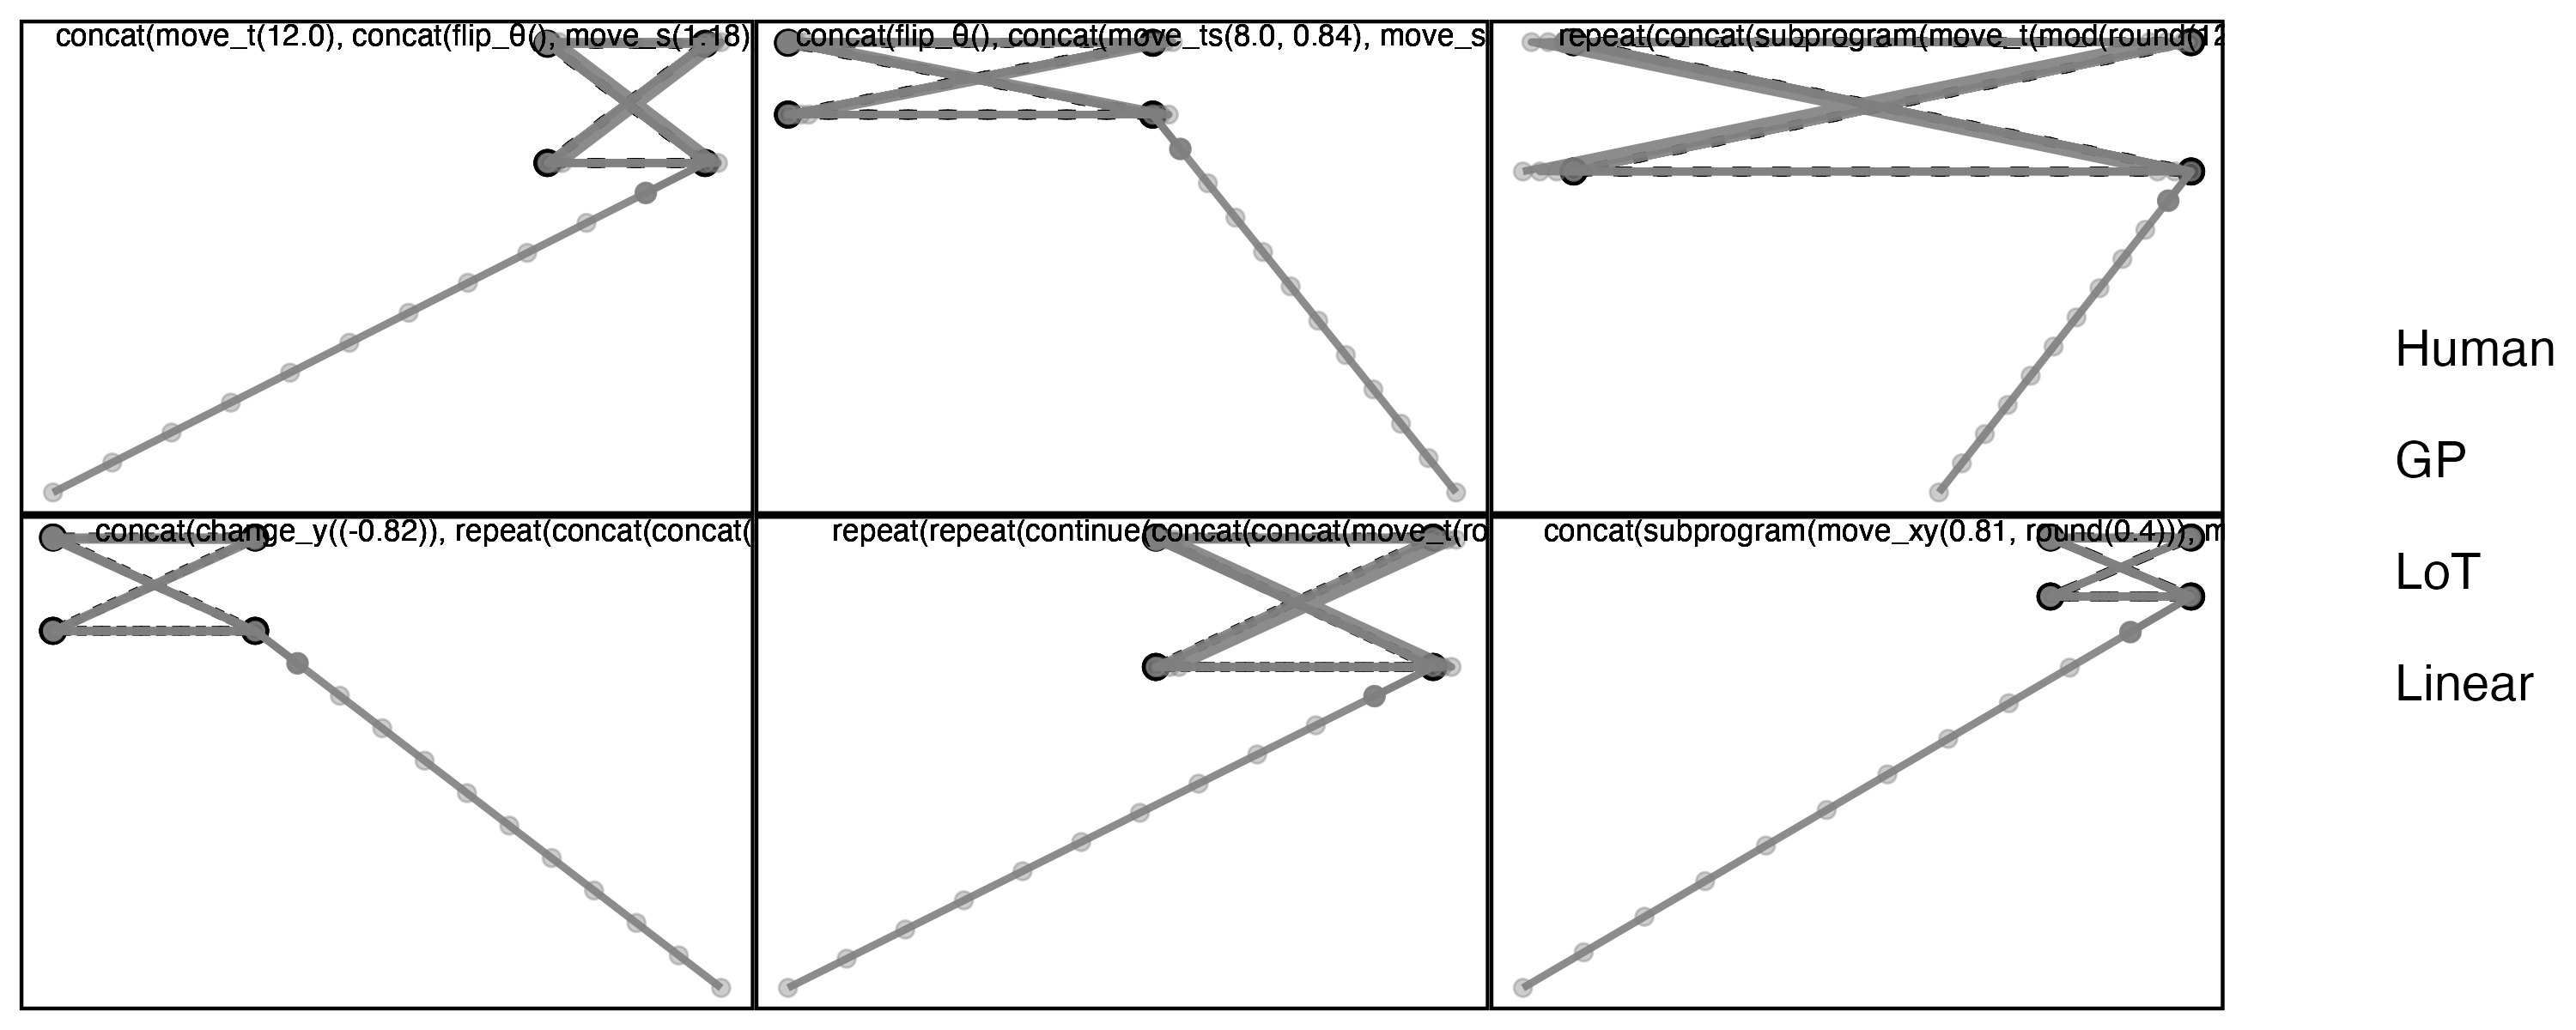 concat(move_t(12.0), concat(flip_θ(), move_s(1.18)
concat(flip_θ(), concat(move_ts(8.0, 0.84), move_s
repeat(concat(subprogram(move_t(mod(round(12
concat(change_y((-0.82)), repeat(concat(concat(
repeat(repeat(continue(concat(concat(move_t(ro
concat(subprogram(move_xy(0.81, round(0.4))), m
Human
GP
LoT
Linear